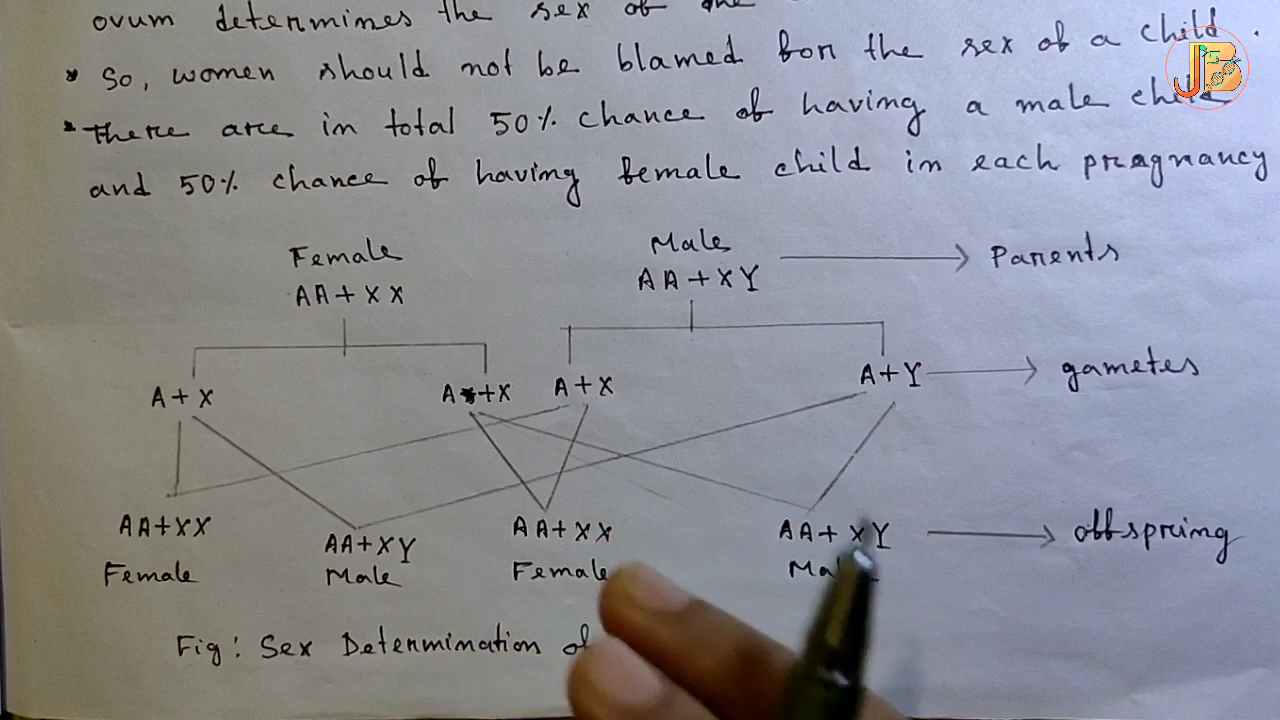 ovum determines the sex of the
* So, women should not be blamed for the sex of a child.
* there are in total 50% chance of having a male child
and 50% chance of having female child in each pregnancy
Female Male Parents
AA+XX AA+XY
A+X A+X A+X A+Y gametes
AA+XX AA+XY AA+XX AA+XY offspring
Female Male Female
Fig: Sex Determination of
JB